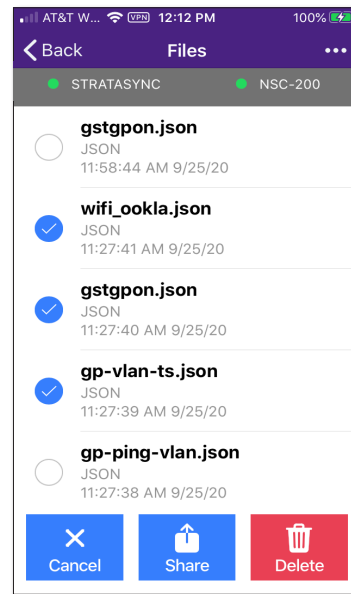 AT&T W... VPN 12:12 PM 100%
Back Files
STRATASYNC NSC-200
gstgpon.json
JSON
11:58:44 AM 9/25/20
wifi_ookla.json
JSON
11:27:41 AM 9/25/20
gstgpon.json
JSON
11:27:40 AM 9/25/20
gp-vlan-ts.json
JSON
11:27:39 AM 9/25/20
gp-ping-vlan.json
JSON
11:27:38 AM 9/25/20
Cancel Share Delete